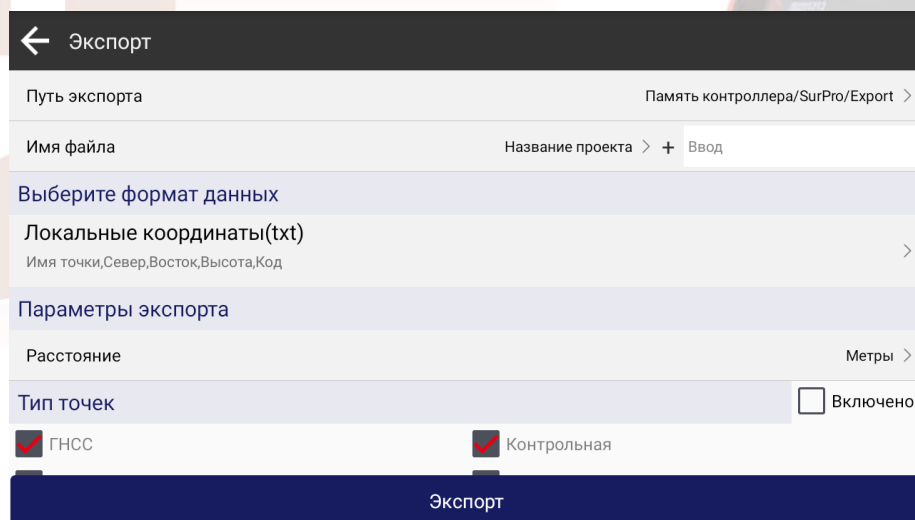 Экспорт
Путь экспорта Память контроллера/SurPro/Export
Имя файла Название проекта + Ввод
Выберите формат данных
Локальные координаты(txt)
Имя точки,Север,Восток,Высота,Код
Параметры экспорта
Расстояние Метры
Тип точек Включено
ГНСС Контрольная
Экспорт